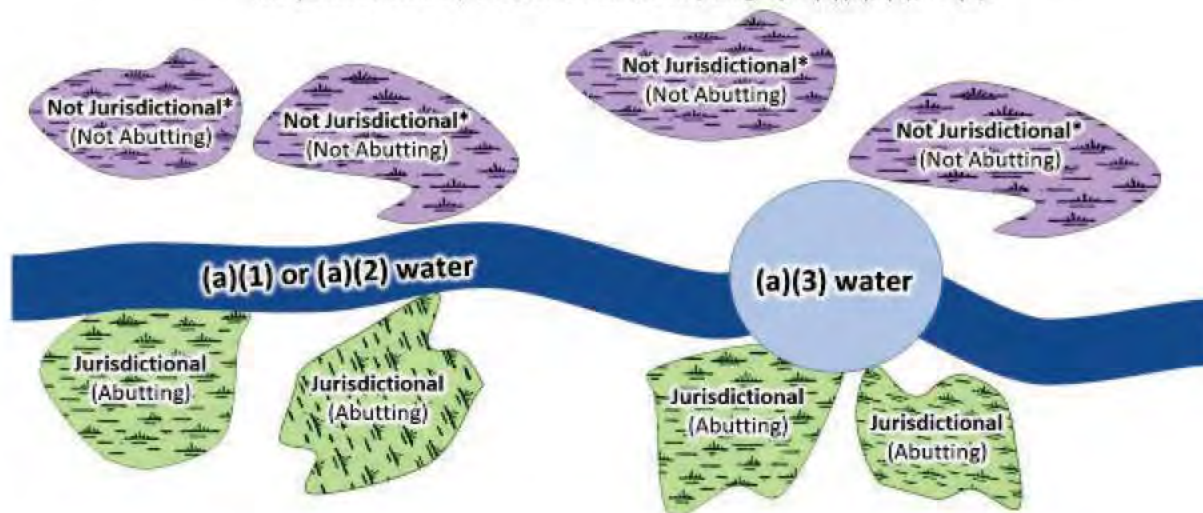 Not Jurisdictional*
(Not Abutting)
Not Jurisdictional*
(Not Abutting)
Not Jurisdictional*
(Not Abutting)
Not Jurisdictional*
(Not Abutting)
(a)(1) or (a)(2) water
(a)(3) water
Jurisdictional
(Abutting)
Jurisdictional
(Abutting)
Jurisdictional
(Abutting)
Jurisdictional
(Abutting)